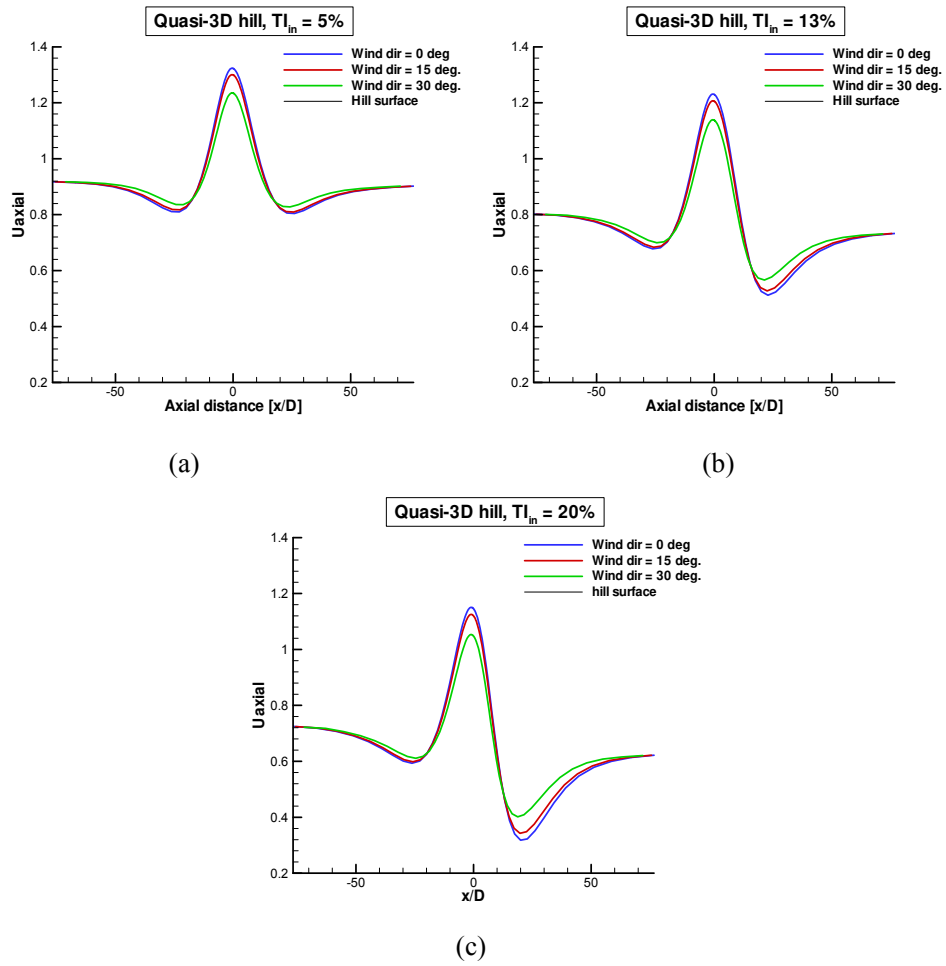 Quasi-3D hill, TIin = 5%
Wind dir = 0 deg
Wind dir = 15 deg.
Wind dir = 30 deg.
Hill surface
1.4
1.2
1
0.8
0.6
0.4
0.2
Uaxial
-50
0
50
Axial distance [x/D]
(a)
Quasi-3D hill, TIin = 13%
Wind dir = 0 deg
Wind dir = 15 deg.
Wind dir = 30 deg.
Hill surface
1.4
1.2
1
0.8
0.6
0.4
0.2
Uaxial
-50
0
50
Axial distance [x/D]
(b)
Quasi-3D hill, TIin = 20%
Wind dir = 0 deg
Wind dir = 15 deg.
Wind dir = 30 deg.
hill surface
1.4
1.2
1
0.8
0.6
0.4
0.2
Uaxial
-50
0
50
x/D
(c)